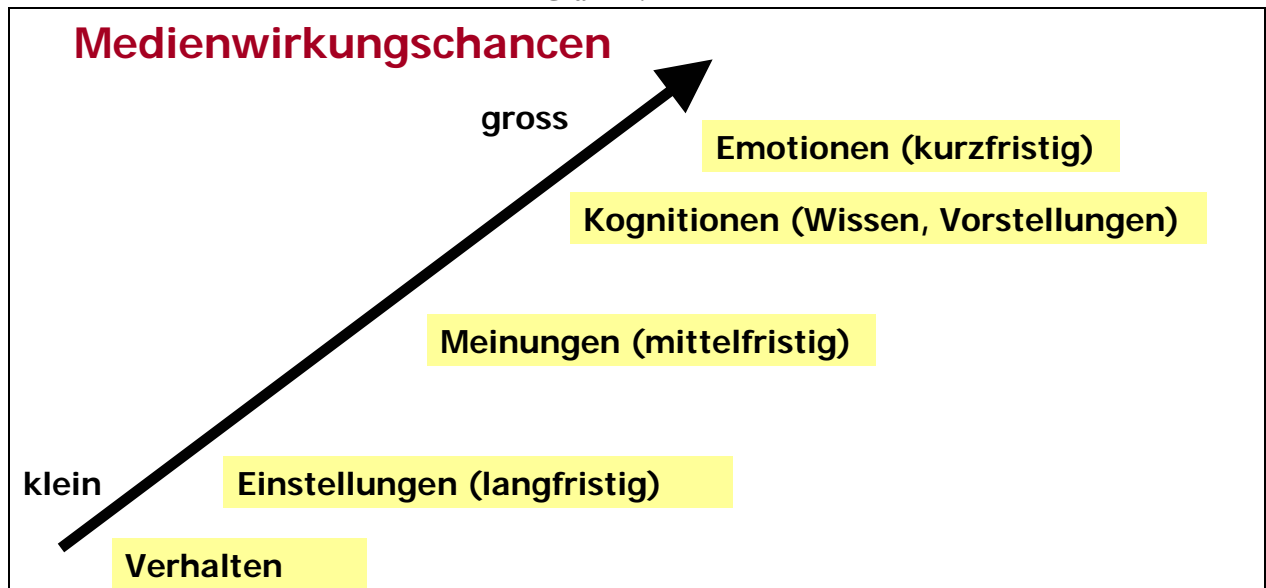 Medienwirkungschancen
gross
Emotionen (kurzfristig)
Kognitionen (Wissen, Vorstellungen)
Meinungen (mittelfristig)
klein
Einstellungen (langfristig)
Verhalten